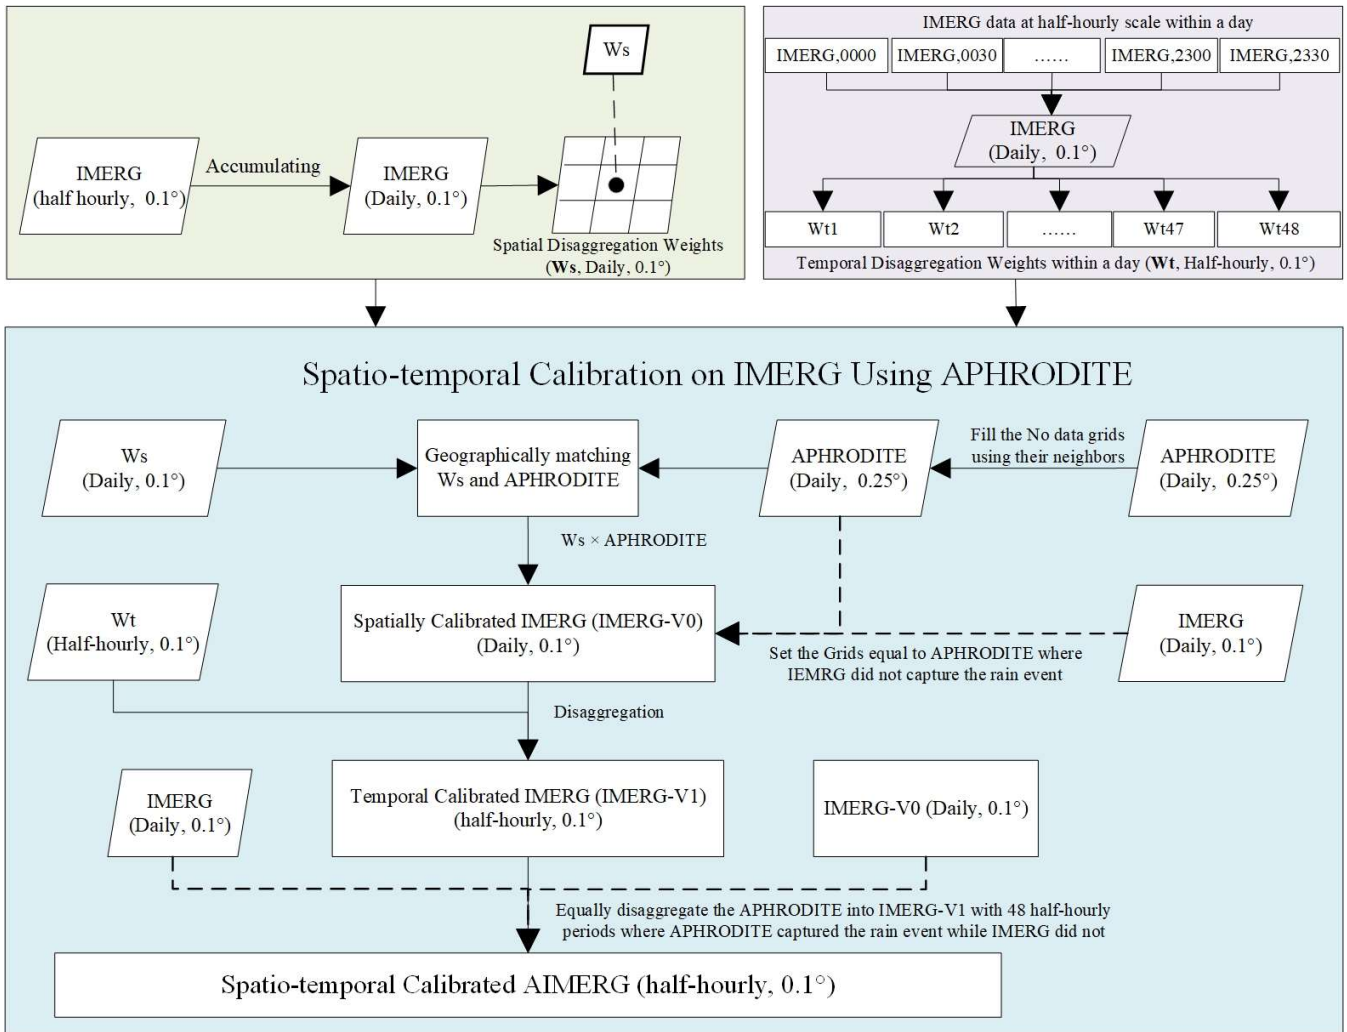 Ws
IMERG
(half hourly, 0.1°)
Accumulating
IMERG
(Daily, 0.1°)
Spatial Disaggregation Weights
(Ws, Daily, 0.1°)
IMERG data at half-hourly scale within a day
IMERG,0000
IMERG,0030
......
IMERG,2300
IMERG,2330
IMERG
(Daily, 0.1°)
Wt1
Wt2
......
Wt47
Wt48
Temporal Disaggregation Weights within a day (Wt, Half-hourly, 0.1°)
Spatio-temporal Calibration on IMERG Using APHRODITE
Ws
(Daily, 0.1°)
Geographically matching
Ws and APHRODITE
APHRODITE
(Daily, 0.25°)
Fill the No data grids
using their neighbors
APHRODITE
(Daily, 0.25°)
Ws × APHRODITE
Wt
(Half-hourly, 0.1°)
Spatially Calibrated IMERG (IMERG-V0)
(Daily, 0.1°)
Set the Grids equal to APHRODITE where
IEMRG did not capture the rain event
IMERG
(Daily, 0.1°)
Disaggregation
IMERG
(Daily, 0.1°)
Temporal Calibrated IMERG (IMERG-V1)
(half-hourly, 0.1°)
IMERG-V0 (Daily, 0.1°)
Equally disaggregate the APHRODITE into IMERG-V1 with 48 half-hourly
periods where APHRODITE captured the rain event while IMERG did not
Spatio-temporal Calibrated AIMERG (half-hourly, 0.1°)